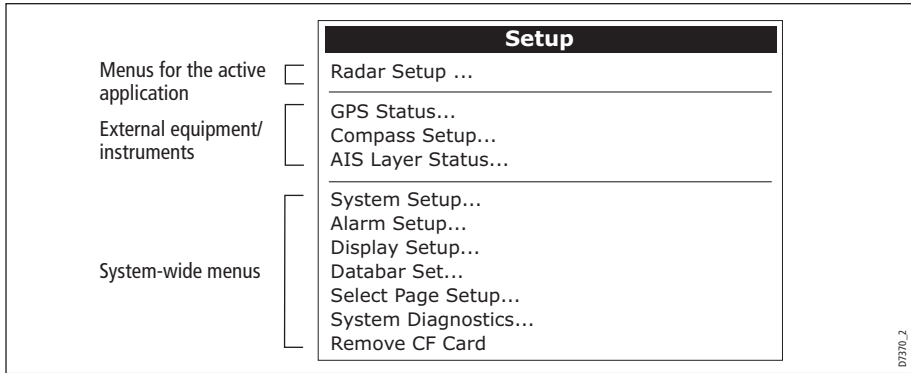 Setup
Menus for the active
application
Radar Setup ...
External equipment/
instruments
GPS Status...
Compass Setup...
AIS Layer Status...
System-wide menus
System Setup...
Alarm Setup...
Display Setup...
Databar Set...
Select Page Setup...
System Diagnostics...
Remove CF Card
D7370_2